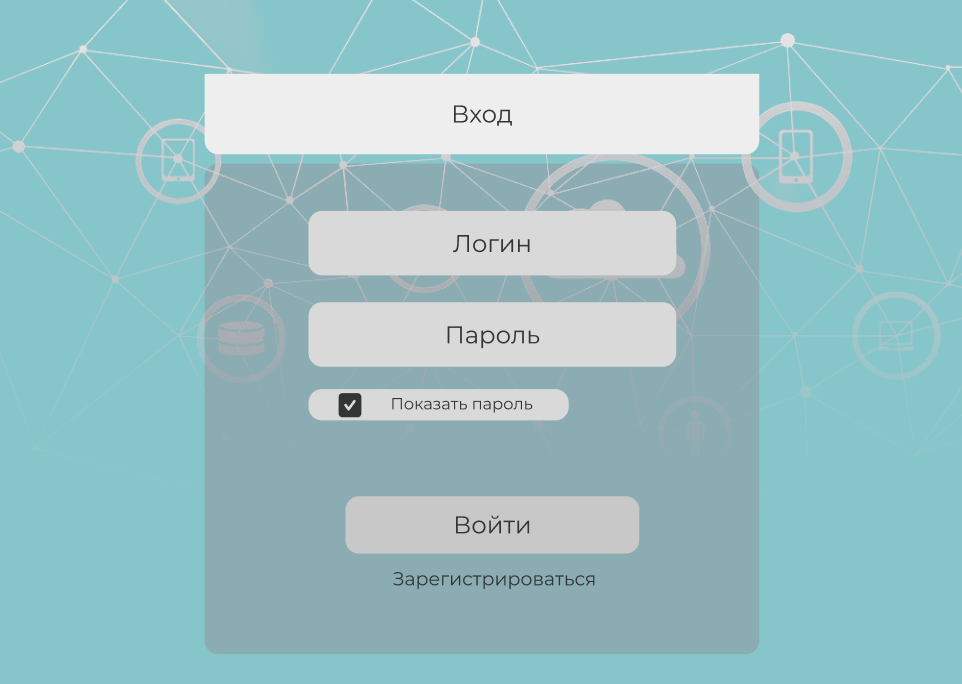 Вход
Логин
Пароль
Показать пароль
Войти
Зарегистрироваться